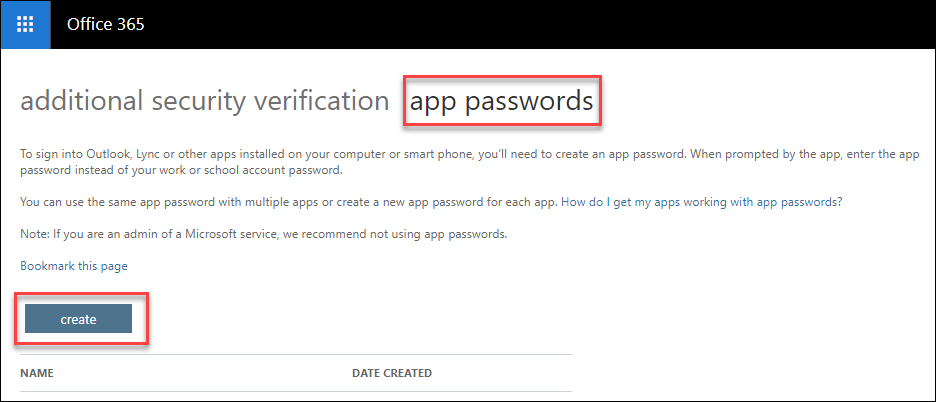 Office 365
additional security verification app passwords
To sign into Outlook, Lync or other apps installed on your computer or smart phone, you'll need to create an app password. When prompted by the app, enter the app
password instead of your work or school account password.
You can use the same app password with multiple apps or create a new app password for each app. How do I get my apps working with app passwords?
Note: If you are an admin of a Microsoft service, we recommend not using app passwords.
Bookmark this page
create
NAME DATE CREATED